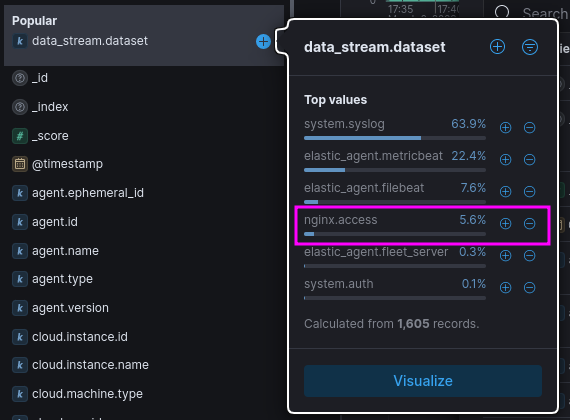 Popular
k data_stream.dataset
? _id
? _index
# _score
@timestamp
k agent.ephemeral_id
k agent.id
k agent.name
k agent.type
k agent.version
k cloud.instance.id
k cloud.instance.name
k cloud.machine.type
0
17:35
17:40
Search
data_stream.dataset
Top values
system.syslog 63.9%
elastic_agent.metricbeat 22.4%
elastic_agent.filebeat 7.6%
nginx.access 5.6%
elastic_agent.fleet_server 0.3%
system.auth 0.1%
Calculated from 1,605 records.
Visualize